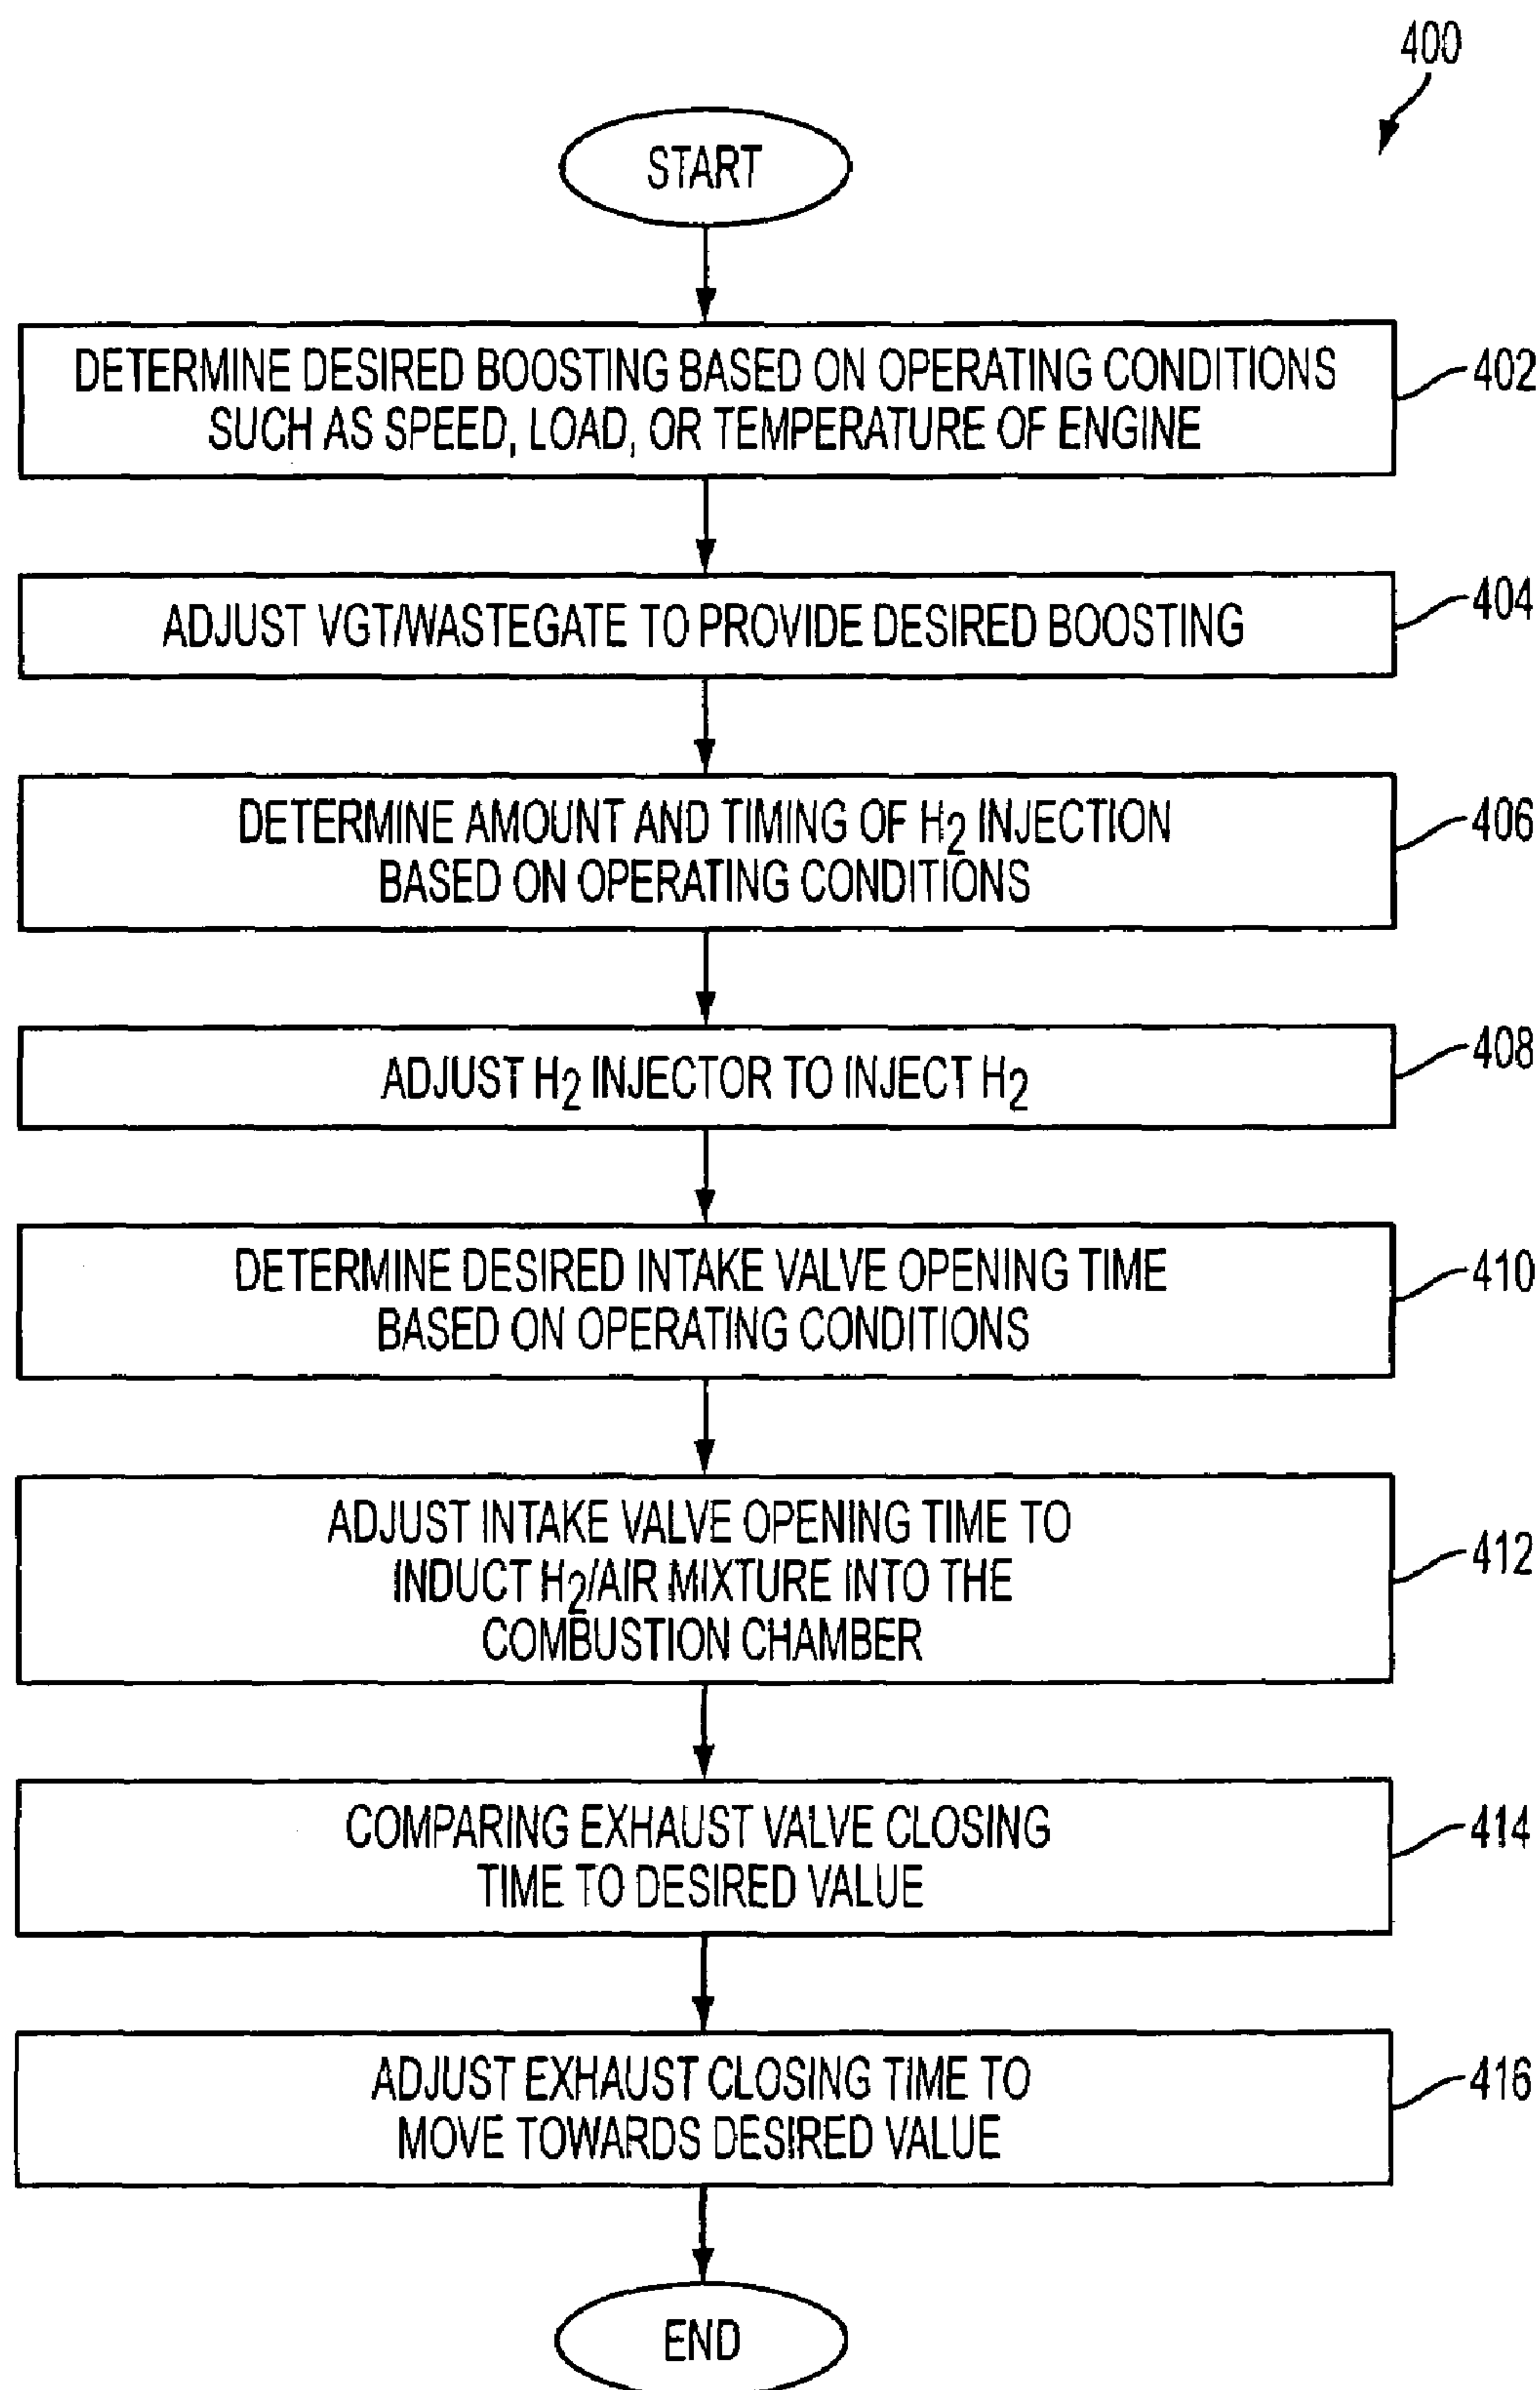 400
START
DETERMINE DESIRED BOOSTING BASED ON OPERATING CONDITIONS
SUCH AS SPEED, LOAD, OR TEMPERATURE OF ENGINE
402
ADJUST VGT/WASTEGATE TO PROVIDE DESIRED BOOSTING
404
DETERMINE AMOUNT AND TIMING OF H2 INJECTION
BASED ON OPERATING CONDITIONS
406
ADJUST H2 INJECTOR TO INJECT H2
408
DETERMINE DESIRED INTAKE VALVE OPENING TIME
BASED ON OPERATING CONDITIONS
410
ADJUST INTAKE VALVE OPENING TIME TO
INDUCT H2/AIR MIXTURE INTO THE
COMBUSTION CHAMBER
412
COMPARING EXHAUST VALVE CLOSING
TIME TO DESIRED VALUE
414
ADJUST EXHAUST CLOSING TIME TO
MOVE TOWARDS DESIRED VALUE
416
END